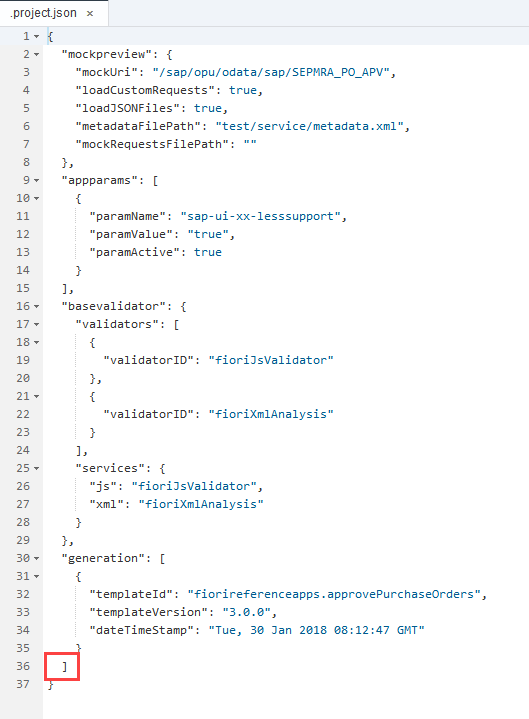 .project.json ×
1 {
2 "mockpreview": {
3 "mockUri": "/sap/opu/odata/sap/SEPMRA_PO_APV",
4 "loadCustomRequests": true,
5 "loadJSONFiles": true,
6 "metadataFilePath": "test/service/metadata.xml",
7 "mockRequestsFilePath": ""
8 },
9 "appparams": [
10 {
11 "paramName": "sap-ui-xx-lesssupport",
12 "paramValue": "true",
13 "paramActive": true
14 }
15 ],
16 "basevalidator": {
17 "validators": [
18 {
19 "validatorID": "fioriJsValidator"
20 },
21 {
22 "validatorID": "fioriXmlAnalysis"
23 }
24 ],
25 "services": {
26 "js": "fioriJsValidator",
27 "xml": "fioriXmlAnalysis"
28 }
29 },
30 "generation": [
31 {
32 "templateId": "fiorireferenceapps.approvePurchaseOrders",
33 "templateVersion": "3.0.0",
34 "dateTimeStamp": "Tue, 30 Jan 2018 08:12:47 GMT"
35 }
36 ]
37 }